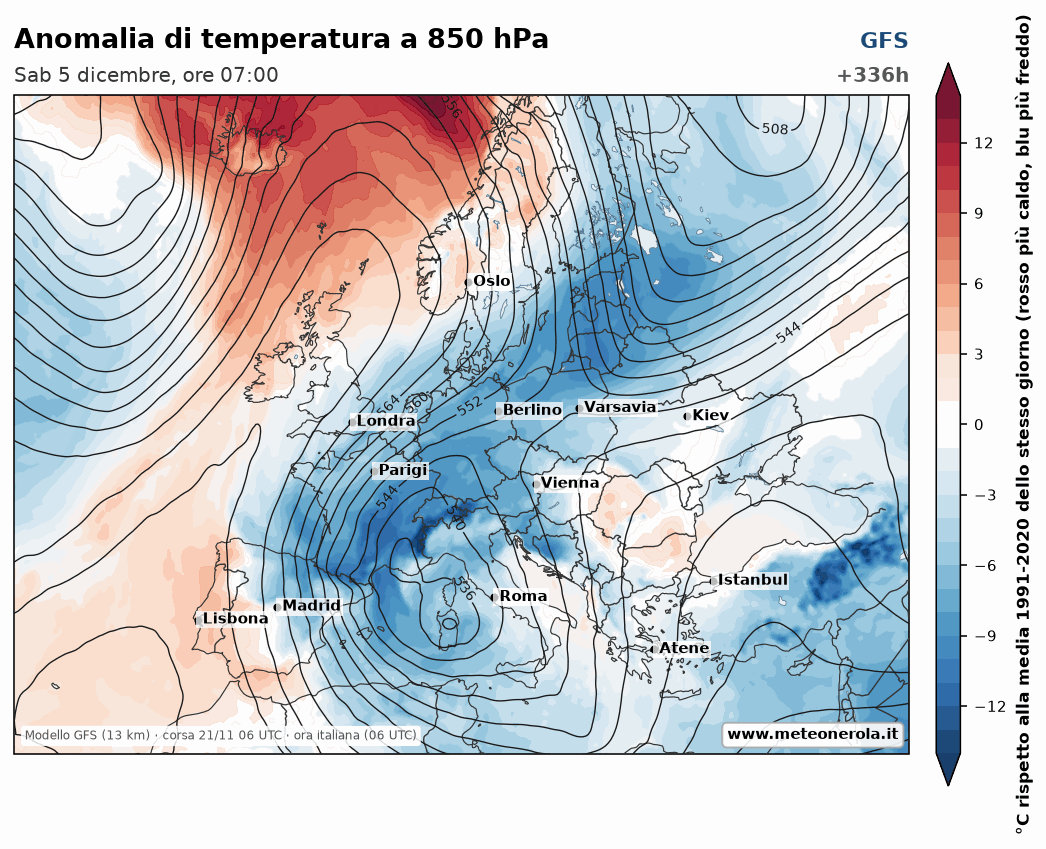 Anomalia di temperatura a 850 hPa
GFS
Sab 5 dicembre, ore 07:00
+336h
556
508
544
Oslo
564
560
552
Londra
Berlino
Varsavia
Kiev
Parigi
Vienna
544
540
536
Istanbul
Roma
Madrid
Lisbona
Atene
Modello GFS (13 km) · corsa 21/11 06 UTC · ora italiana (06 UTC)
www.meteonerola.it
12
9
6
3
0
−3
−6
−9
−12
°C rispetto alla media 1991-2020 dello stesso giorno (rosso più caldo, blu più freddo)